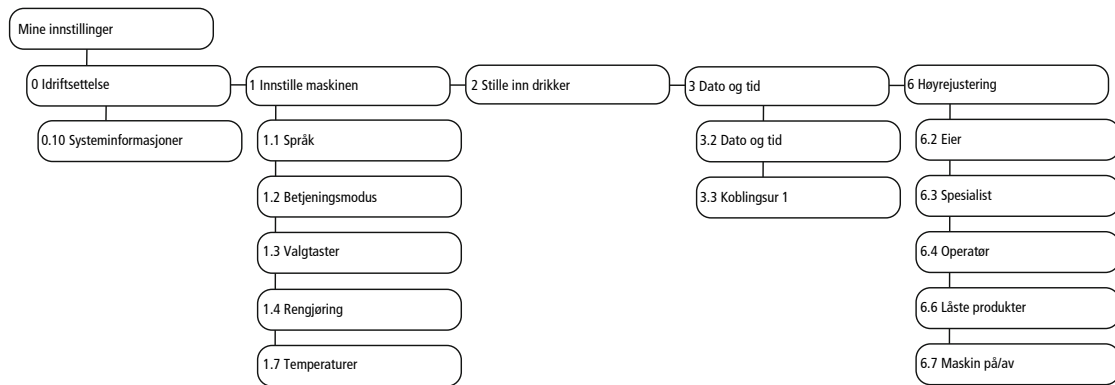 Mine innstillinger
0 Idriftsettelse
0.10 Systeminformasjoner
1 Innstille maskinen
1.1 Språk
1.2 Betjeningsmodus
1.3 Valgtaster
1.4 Rengjøring
1.7 Temperaturer
2 Stille inn drikker
3 Dato og tid
3.2 Dato og tid
3.3 Koblingsur 1
6 Høyrejustering
6.2 Eier
6.3 Spesialist
6.4 Operatør
6.6 Låste produkter
6.7 Maskin på/av